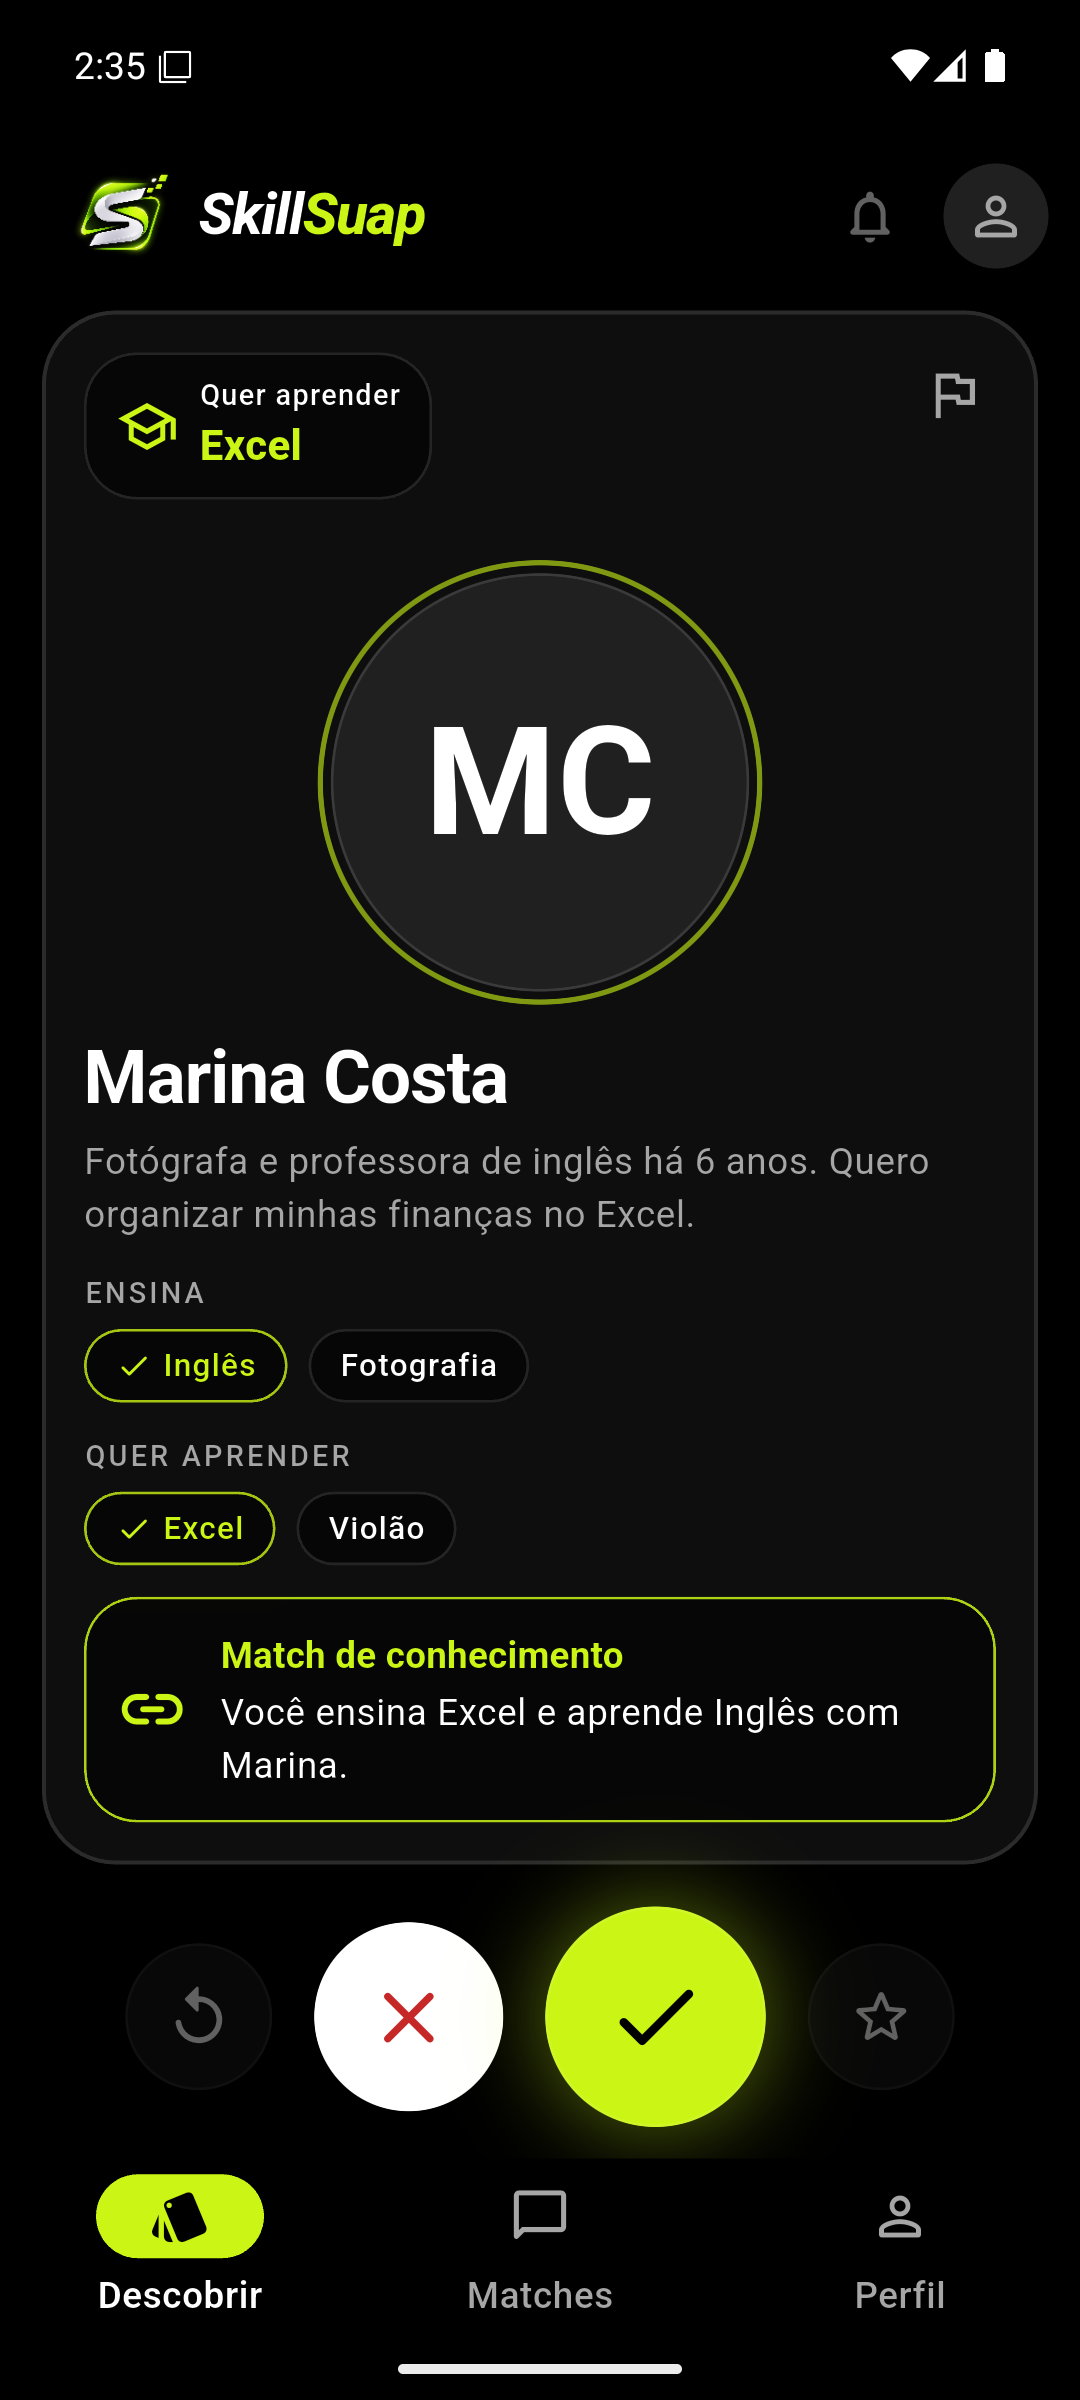 2:35
SkillSuap
Quer aprender
Excel
MC
Marina Costa
Fotógrafa e professora de inglês há 6 anos. Quero
organizar minhas finanças no Excel.
ENSINA
Inglês
Fotografia
QUER APRENDER
Excel
Violão
Match de conhecimento
Você ensina Excel e aprende Inglês com
Marina.
Descobrir
Matches
Perfil